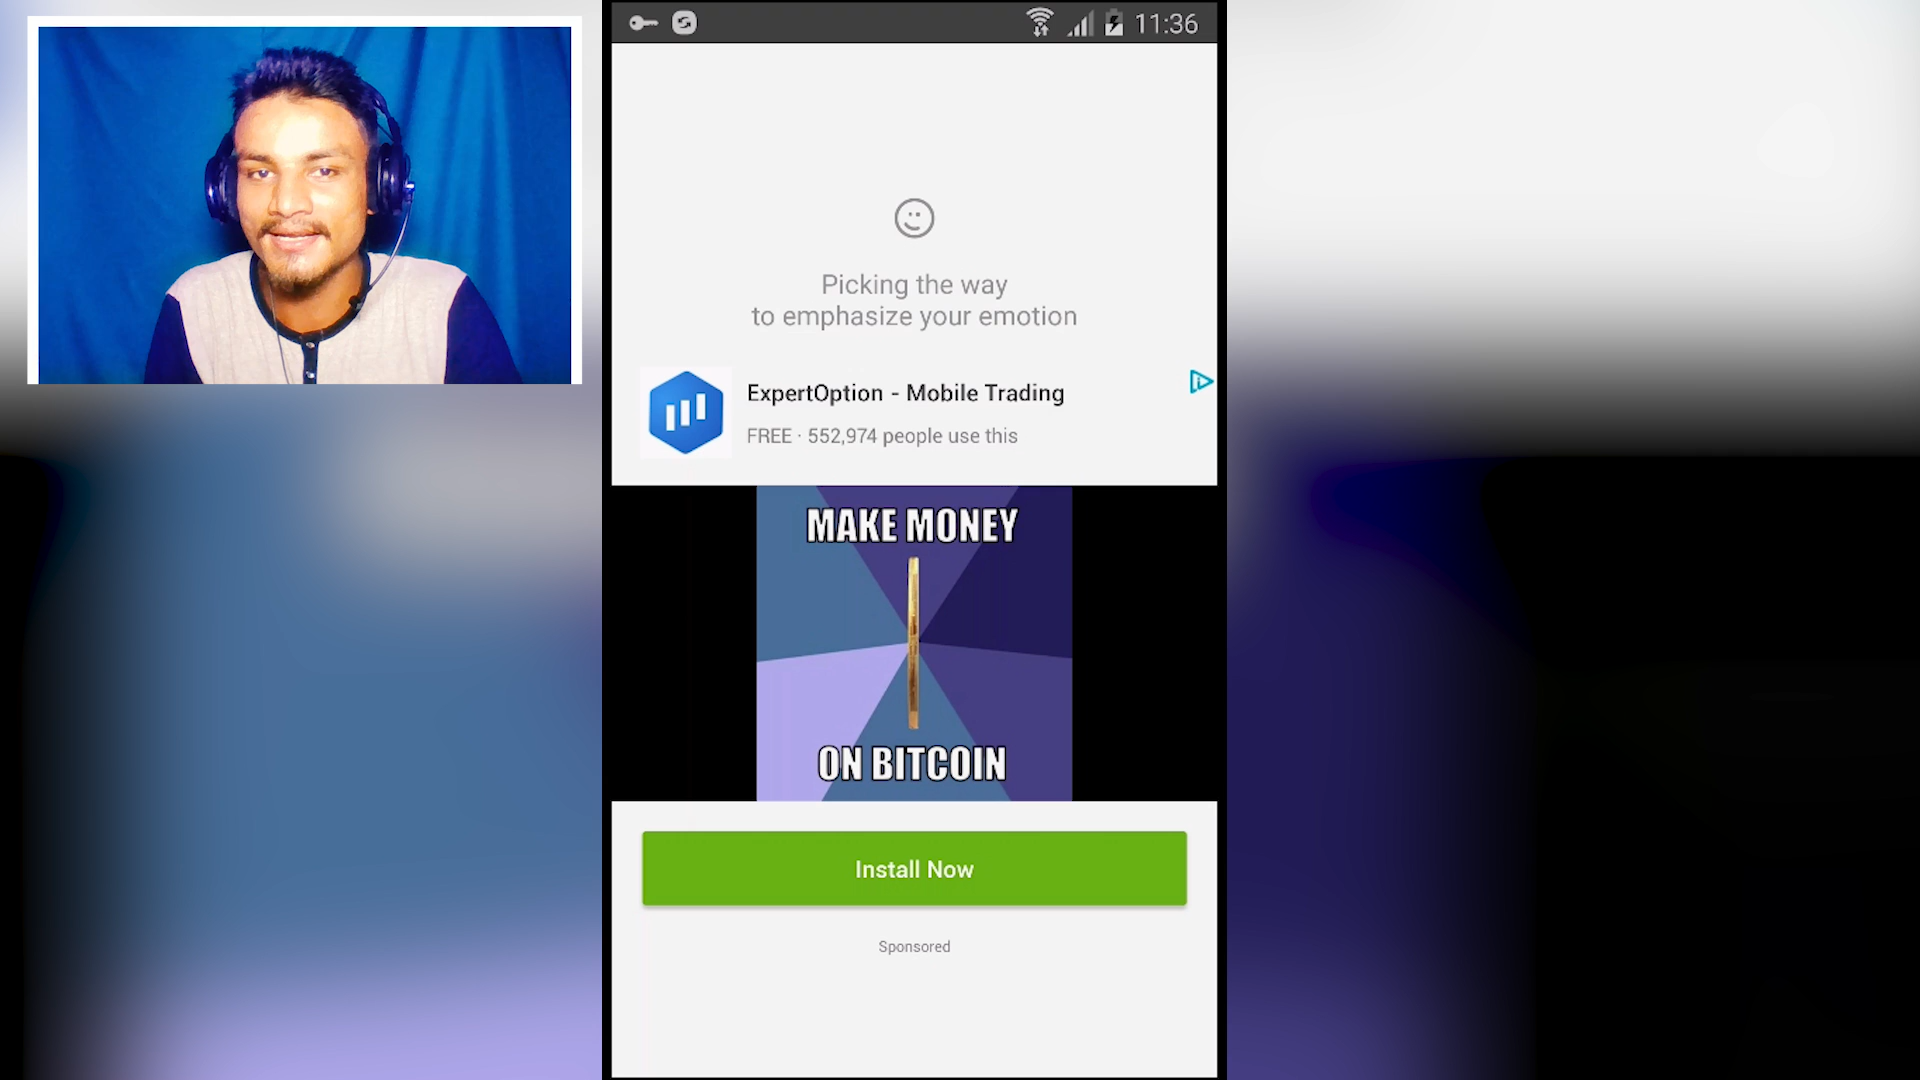 11:36
Picking the way
to emphasize your emotion
ExpertOption - Mobile Trading
FREE · 552,974 people use this
MAKE MONEY
ON BITCOIN
Install Now
Sponsored